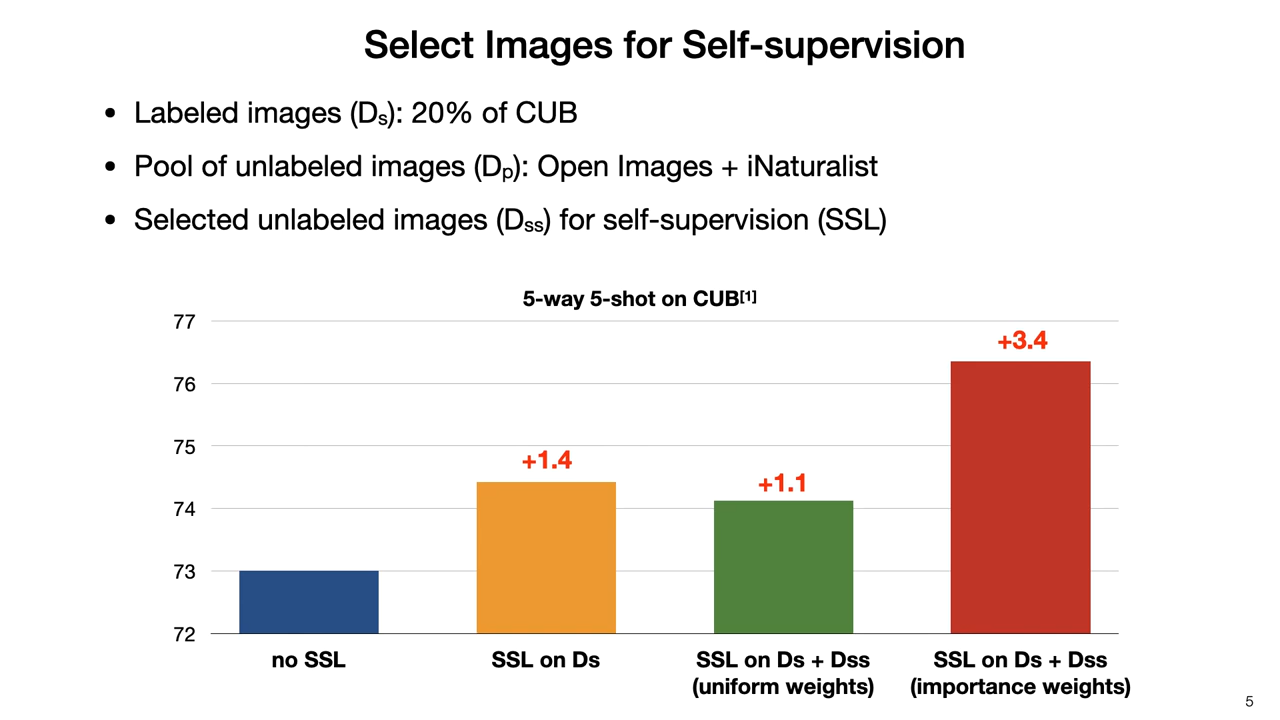 Select Images for Self-supervision
• Labeled images (Ds): 20% of CUB
• Pool of unlabeled images (Dp): Open Images + iNaturalist
• Selected unlabeled images (Dss) for self-supervision (SSL)
5-way 5-shot on CUB[1]
77
76
75
74
73
72
+1.4
+1.1
+3.4
no SSL
SSL on Ds
SSL on Ds + Dss
(uniform weights)
SSL on Ds + Dss
(importance weights)
5